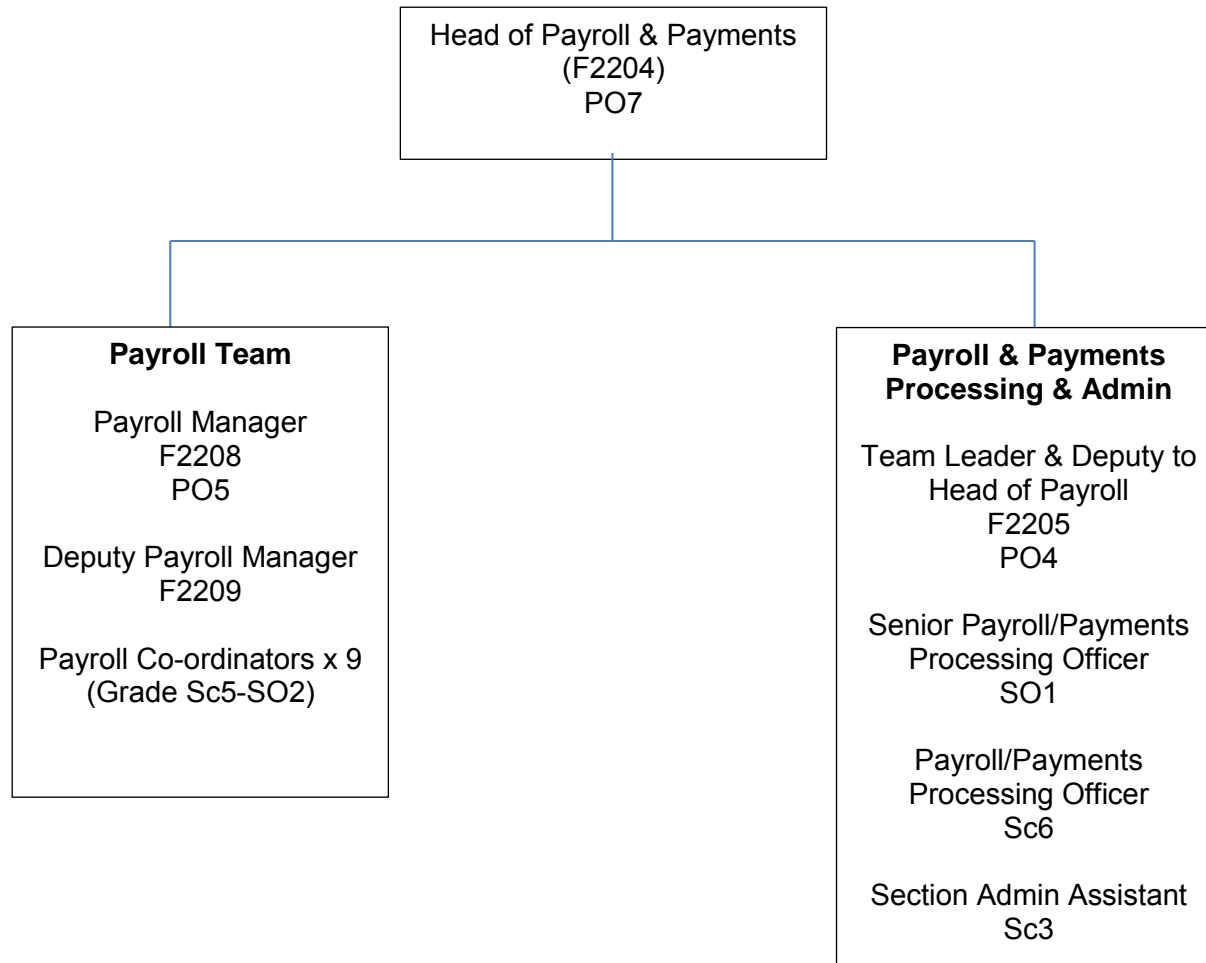 Head of Payroll & Payments
(F2204)
PO7
Payroll Team
Payroll Manager
F2208
PO5
Deputy Payroll Manager
F2209
Payroll Co-ordinators x 9
(Grade Sc5-SO2)
Payroll & Payments
Processing & Admin
Team Leader & Deputy to
Head of Payroll
F2205
PO4
Senior Payroll/Payments
Processing Officer
SO1
Payroll/Payments
Processing Officer
Sc6
Section Admin Assistant
Sc3